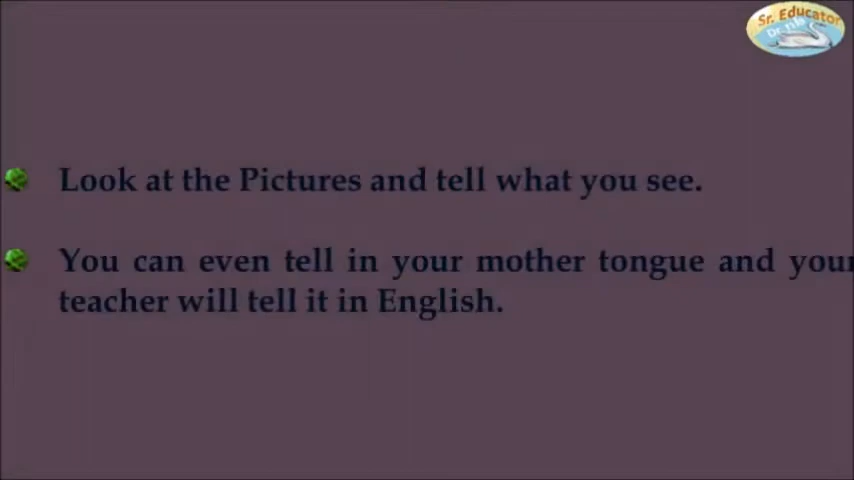 Sr. Educator
Look at the Pictures and tell what you see.
You can even tell in your mother tongue and your
teacher will tell it in English.